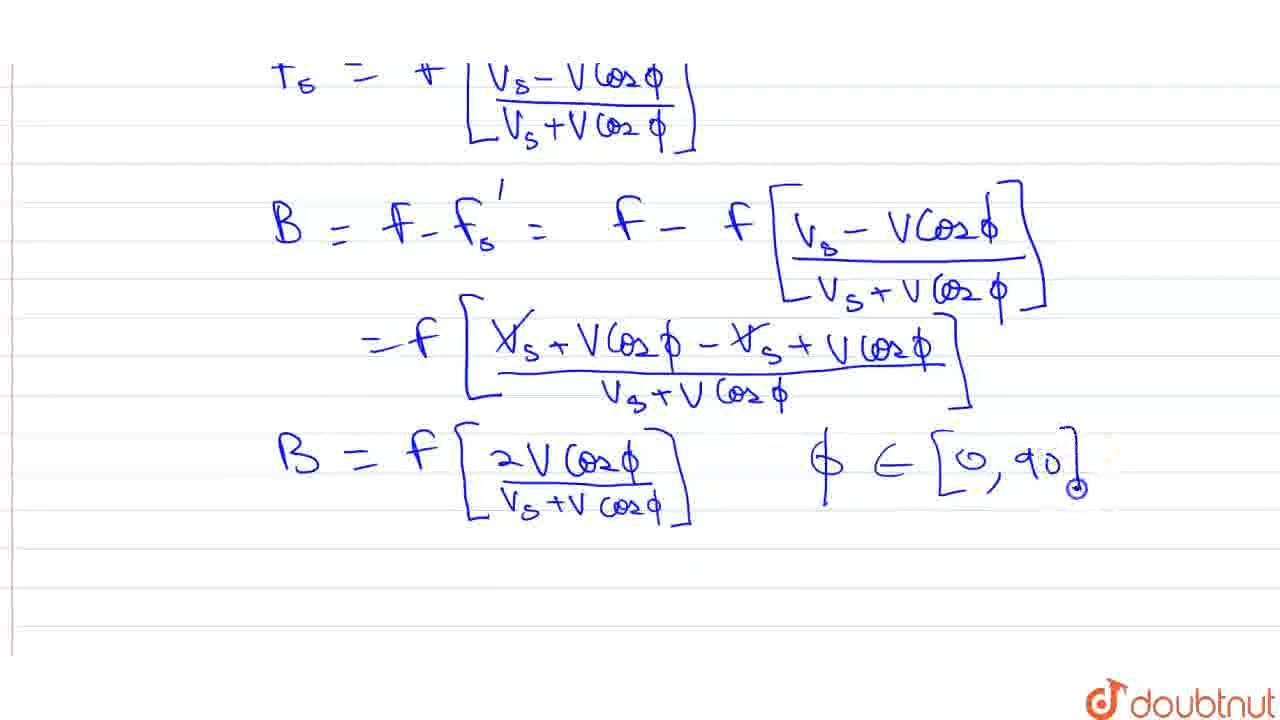 f_s = f [ (V_s - V Cos φ) / (V_s + V Cos φ) ]
B = f - f_s' = f - f [ (V_s - V Cos φ) / (V_s + V Cos φ) ]
= f [ (V_s + V Cos φ - V_s + V Cos φ) / (V_s + V Cos φ) ]
B = f [ (2V Cos φ) / (V_s + V Cos φ) ] φ ∈ [0, 90]
doubtnut